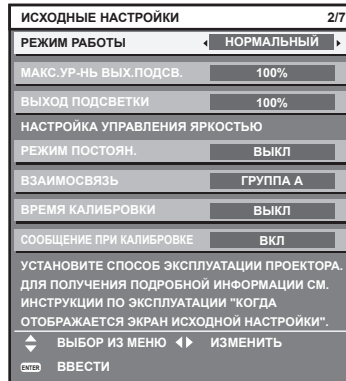 ИСХОДНЫЕ НАСТРОЙКИ 2/7
РЕЖИМ РАБОТЫ НОРМАЛЬНЫЙ
МАКС.УР-НЬ ВЫХ.ПОДСВ. 100%
ВЫХОД ПОДСВЕТКИ 100%
НАСТРОЙКА УПРАВЛЕНИЯ ЯРКОСТЬЮ
РЕЖИМ ПОСТОЯН. ВЫКЛ
ВЗАИМОСВЯЗЬ ГРУППА A
ВРЕМЯ КАЛИБРОВКИ ВЫКЛ
СООБЩЕНИЕ ПРИ КАЛИБРОВКЕ ВКЛ
УСТАНОВИТЕ СПОСОБ ЭКСПЛУАТАЦИИ ПРОЕКТОРА.
ДЛЯ ПОЛУЧЕНИЯ ПОДРОБНОЙ ИНФОРМАЦИИ СМ.
ИНСТРУКЦИИ ПО ЭКСПЛУАТАЦИИ "КОГДА
ОТОБРАЖАЕТСЯ ЭКРАН ИСХОДНОЙ НАСТРОЙКИ".
ВЫБОР ИЗ МЕНЮ ИЗМЕНИТЬ
ENTER ВВЕСТИ